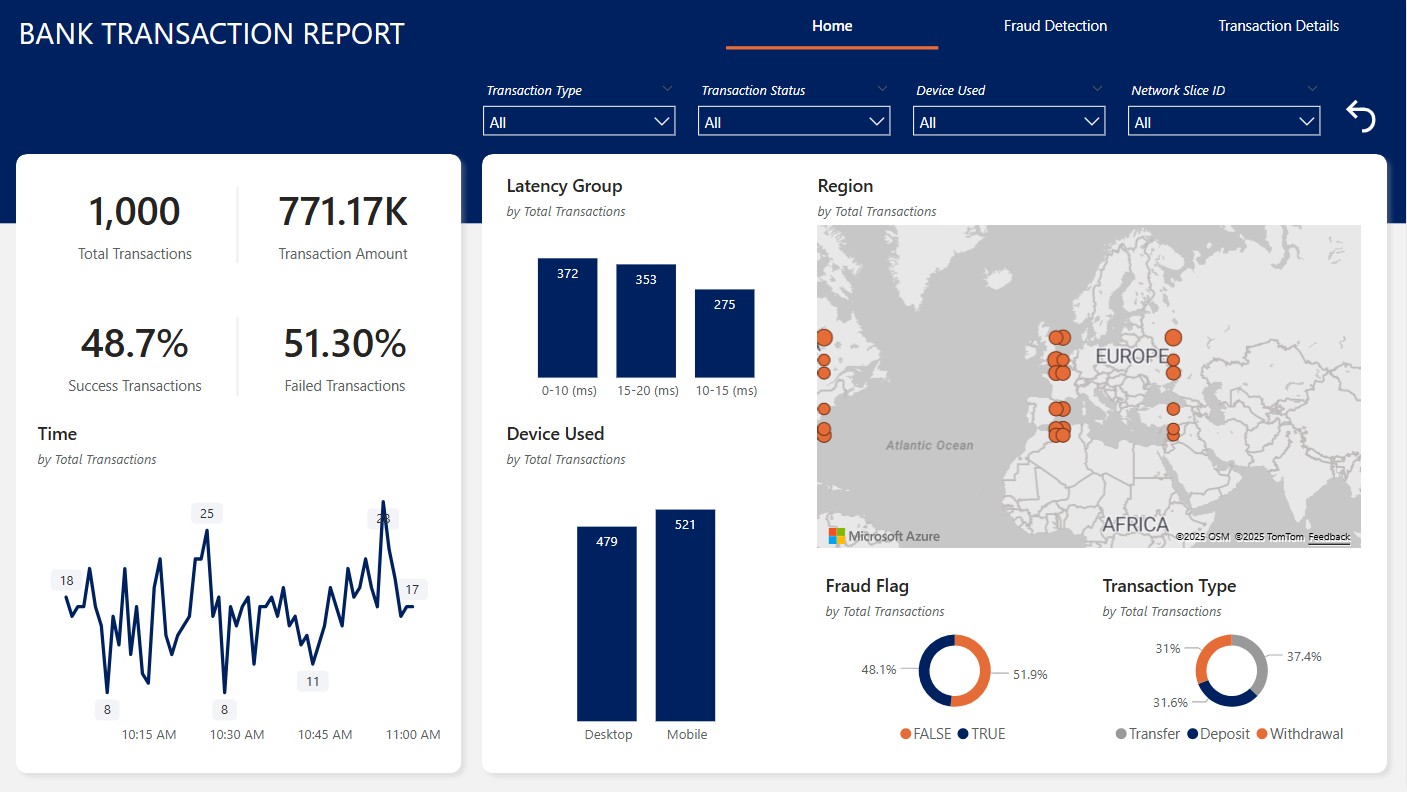 BANK TRANSACTION REPORT
Home
Fraud Detection
Transaction Details
Transaction Type
Transaction Status
Device Used
Network Slice ID
All
All
All
All
1,000
Total Transactions
771.17K
Transaction Amount
48.7%
Success Transactions
51.30%
Failed Transactions
Time
by Total Transactions
18
8
25
8
11
17
10:15 AM
10:30 AM
10:45 AM
11:00 AM
Latency Group
by Total Transactions
372
353
275
0-10 (ms)
15-20 (ms)
10-15 (ms)
Device Used
by Total Transactions
479
521
Desktop
Mobile
Region
by Total Transactions
EUROPE
Atlantic Ocean
AFRICA
Microsoft Azure
©2025 OSM ©2025 TomTom Feedback
Fraud Flag
by Total Transactions
48.1%
51.9%
FALSE
TRUE
Transaction Type
by Total Transactions
31%
37.4%
31.6%
Transfer
Deposit
Withdrawal